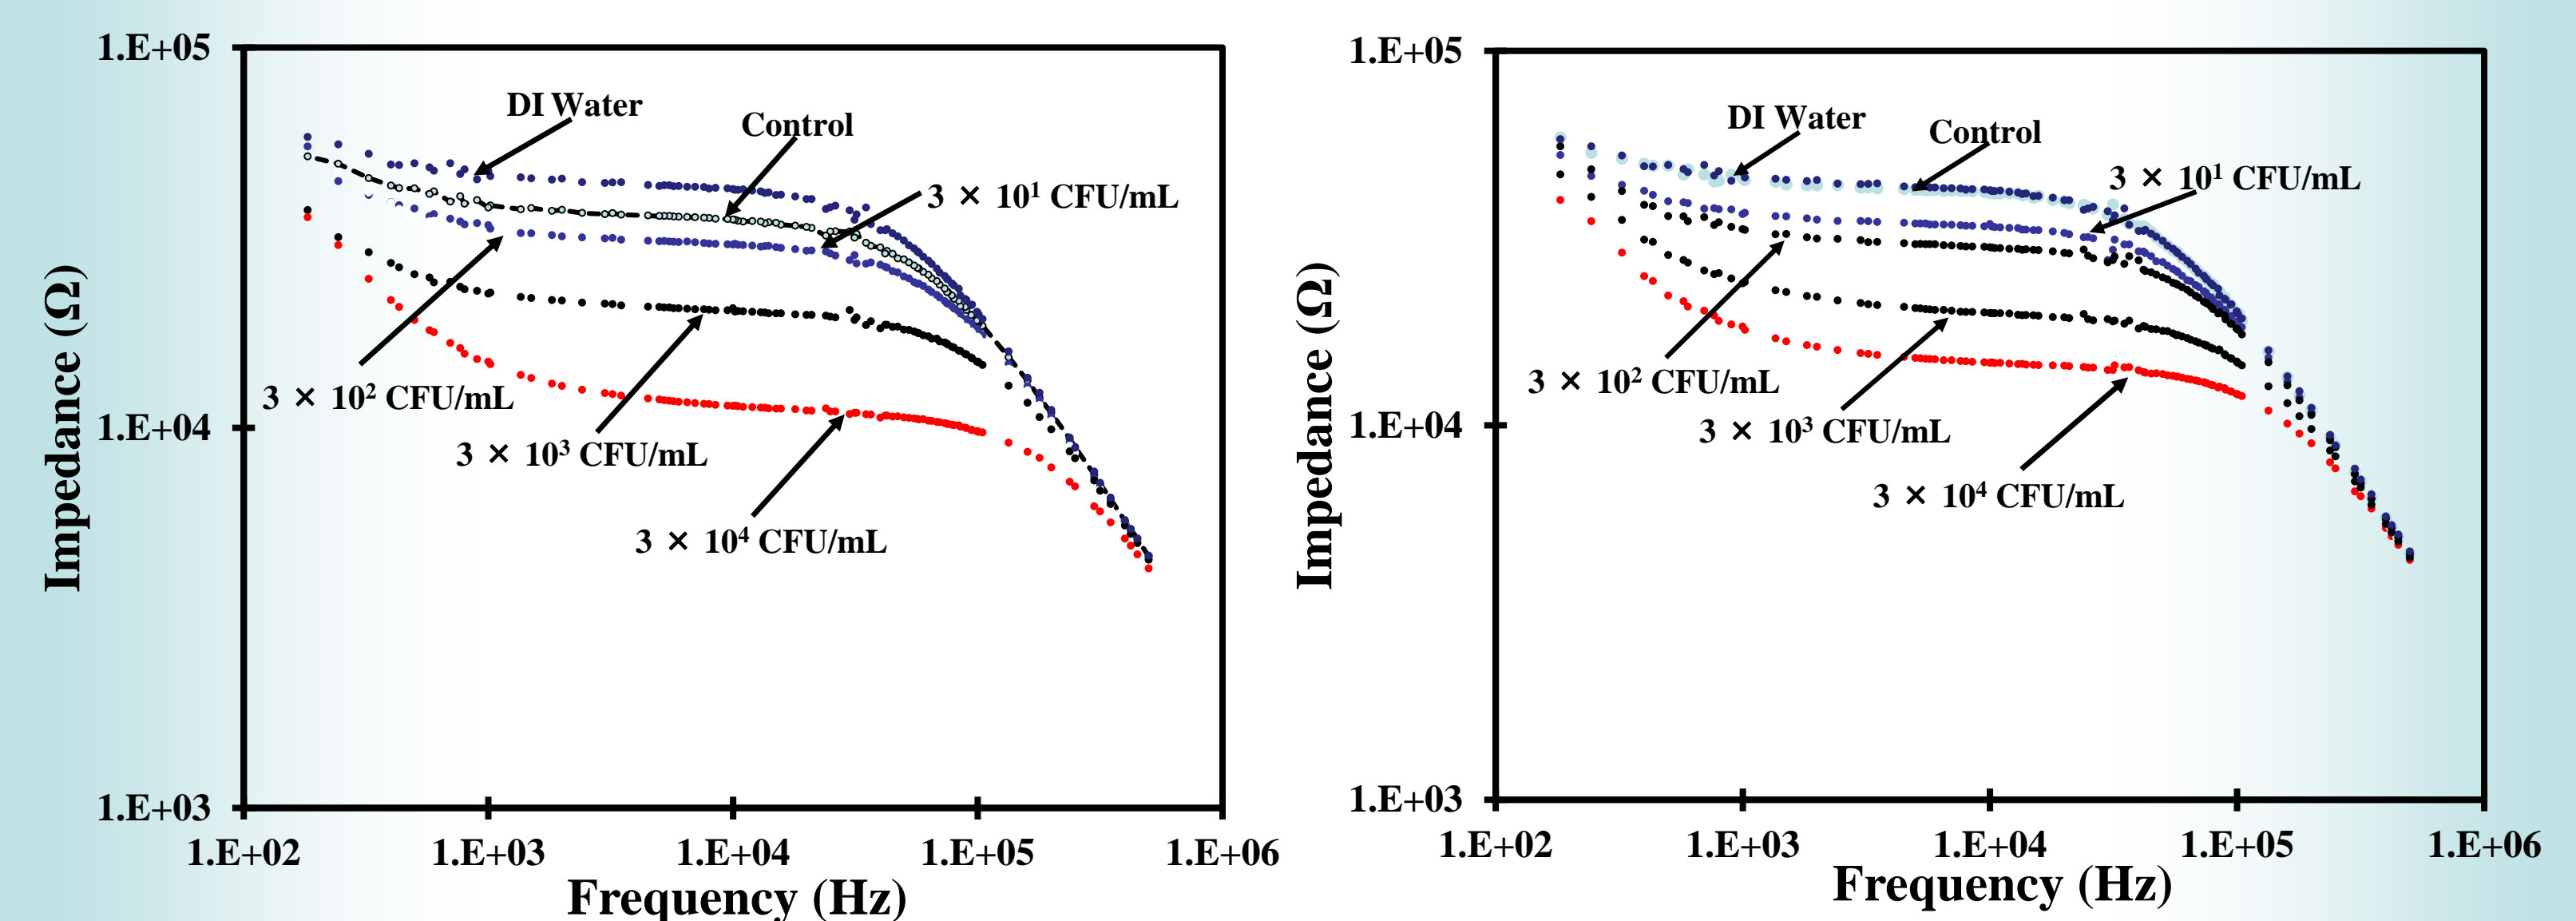 1.E+05
DI Water
Control
3 × 10¹ CFU/mL
3 × 10² CFU/mL
1.E+04
3 × 10³ CFU/mL
3 × 10⁴ CFU/mL
1.E+03
1.E+02 1.E+03 1.E+04 1.E+05 1.E+06
Frequency (Hz)
Impedance (Ω)
1.E+05
DI Water
Control
3 × 10¹ CFU/mL
3 × 10² CFU/mL
1.E+04
3 × 10³ CFU/mL
3 × 10⁴ CFU/mL
1.E+03
1.E+02 1.E+03 1.E+04 1.E+05 1.E+06
Frequency (Hz)
Impedance (Ω)